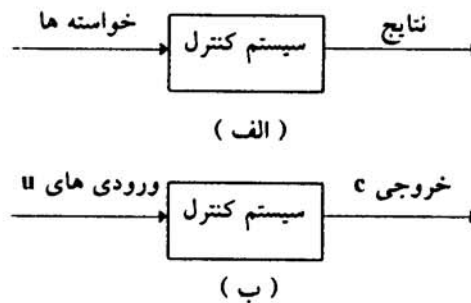 خواسته ها
سیستم کنترل
نتایج
( الف )
ورودی های u
سیستم کنترل
خروجی c
( ب )